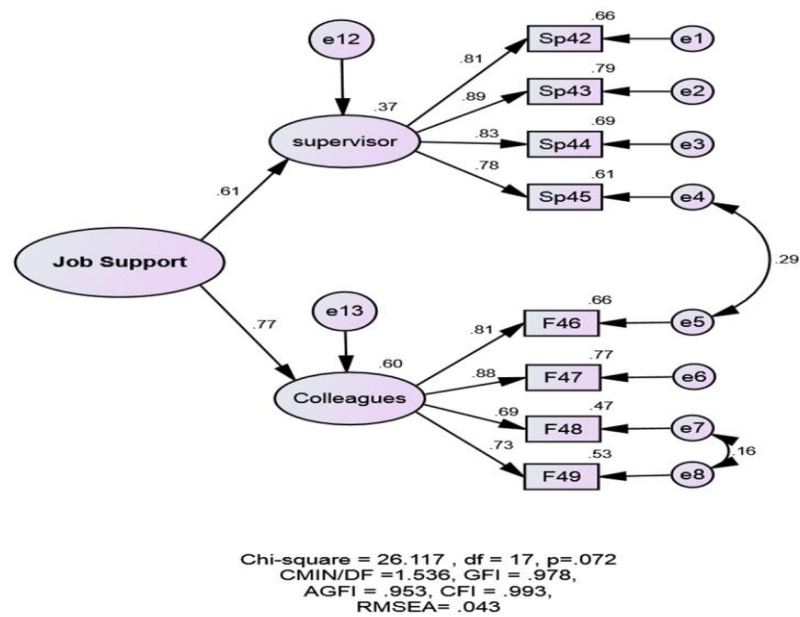 .66
e12
Sp42
e1
.81
.79
.89
Sp43
e2
.37
.69
supervisor
.83
Sp44
e3
.78
.61
.61
Sp45
e4
Job Support
.29
.66
e13
.81
F46
e5
.77
.77
.60
.88
F47
e6
Colleagues
.47
.69
F48
e7
.73
.53
.16
F49
e8
Chi-square = 26.117 , df = 17, p=.072
CMIN/DF =1.536, GFI = .978,
AGFI = .953, CFI = .993,
RMSEA= .043